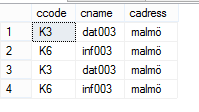 ccode cname cadress
1 K3 dat003 malmö
2 K6 inf003 malmö
3 K3 dat003 malmö
4 K6 inf003 malmö